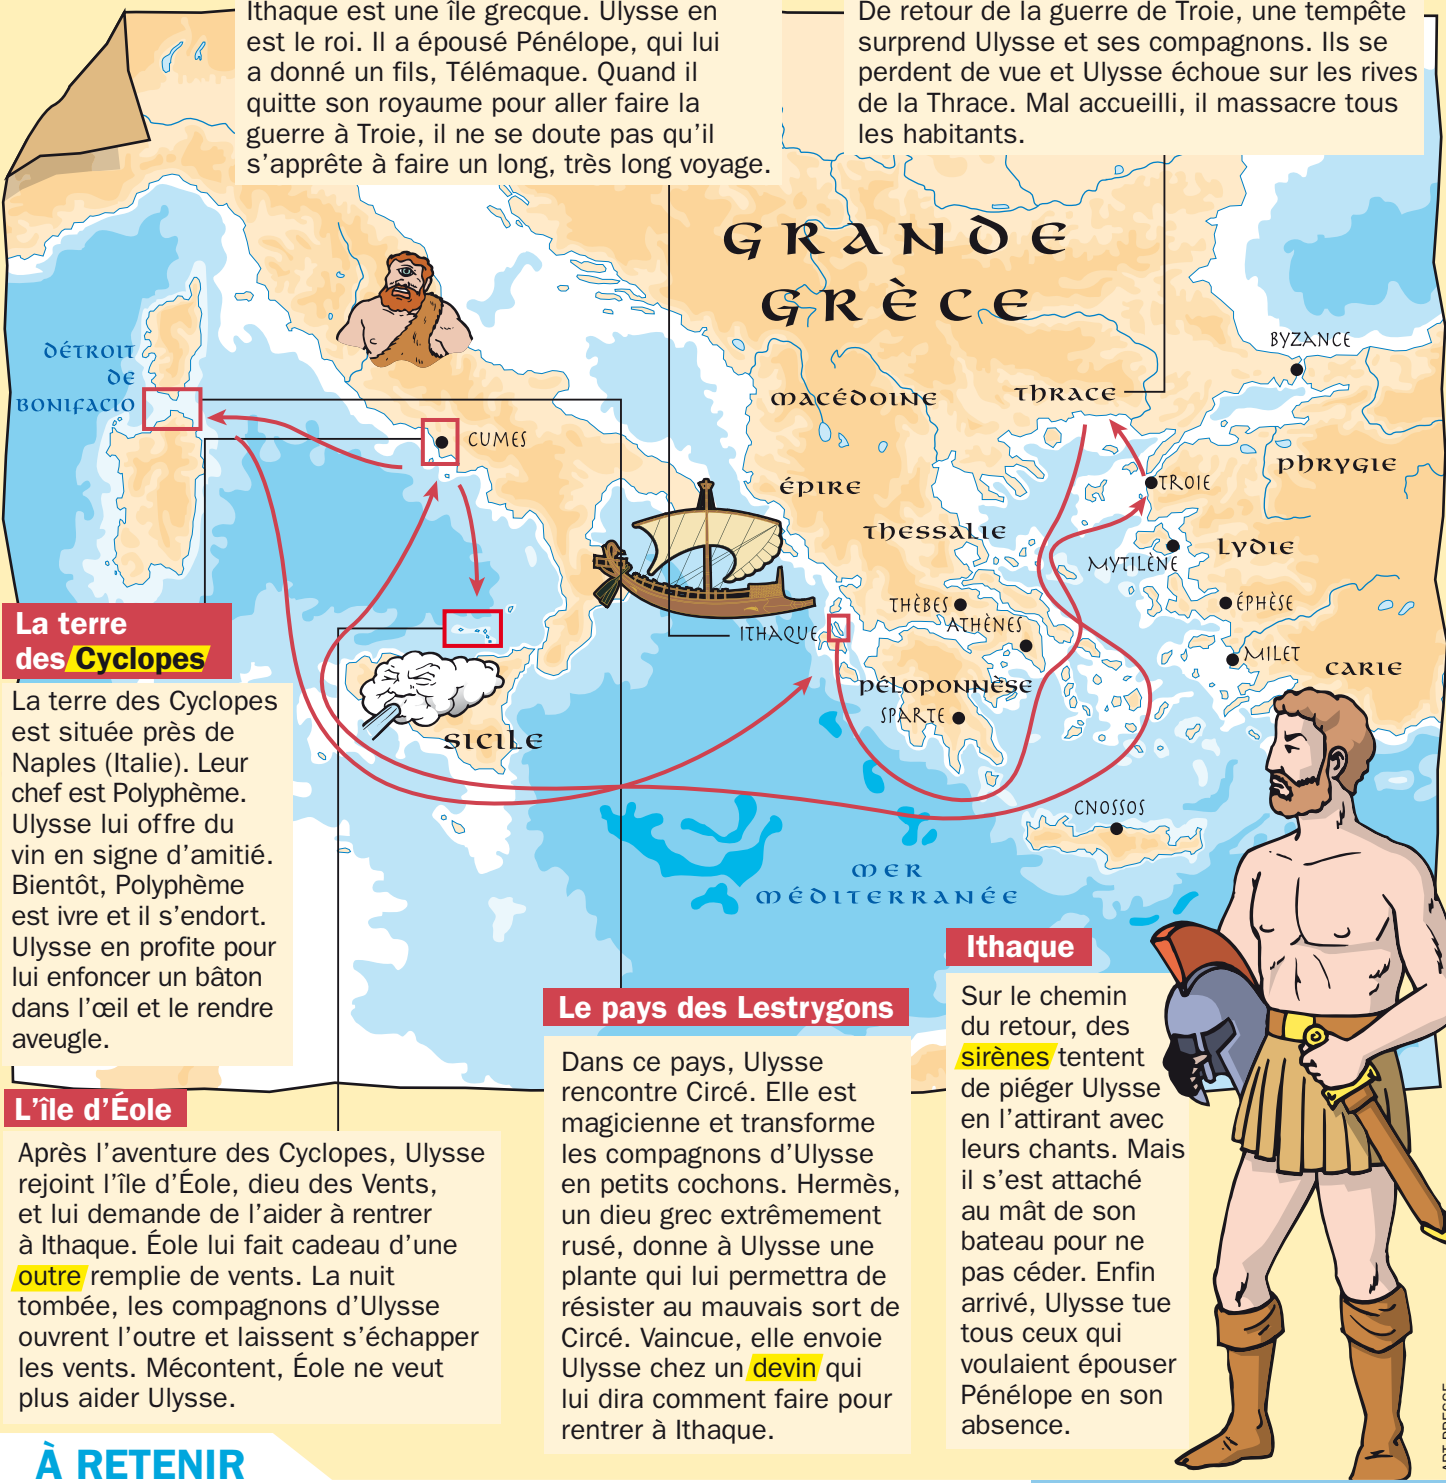 Ithaque est une île grecque. Ulysse en
est le roi. Il a épousé Pénélope, qui lui
a donné un fils, Télémaque. Quand il
quitte son royaume pour aller faire la
guerre à Troie, il ne se doute pas qu'il
s'apprête à faire un long, très long voyage.
De retour de la guerre de Troie, une tempête
surprend Ulysse et ses compagnons. Ils se
perdent de vue et Ulysse échoue sur les rives
de la Thrace. Mal accueilli, il massacre tous
les habitants.
GRANDE
GRÈCE
DÉTROIT
DE
BONIFACIO
CUMES
MACÉDOINE
THRACE
BYZANCE
ÉPIRE
TROIE
PHRYGIE
THESSALIE
MYTILÈNE
LYDIE
THÈBES
ATHÈNES
ÉPHÈSE
ITHAQUE
MILET
CARIE
PÉLOPONNÈSE
SPARTE
SICILE
CNOSSOS
MER
MÉDITERRANÉE
La terre
des Cyclopes
La terre des Cyclopes
est située près de
Naples (Italie). Leur
chef est Polyphème.
Ulysse lui offre du
vin en signe d'amitié.
Bientôt, Polyphème
est ivre et il s'endort.
Ulysse en profite pour
lui enfoncer un bâton
dans l'œil et le rendre
aveugle.
L'île d'Éole
Après l'aventure des Cyclopes, Ulysse
rejoint l'île d'Éole, dieu des Vents,
et lui demande de l'aider à rentrer
à Ithaque. Éole lui fait cadeau d'une
outre remplie de vents. La nuit
tombée, les compagnons d'Ulysse
ouvrent l'outre et laissent s'échapper
les vents. Mécontent, Éole ne veut
plus aider Ulysse.
Le pays des Lestrygons
Dans ce pays, Ulysse
rencontre Circé. Elle est
magicienne et transforme
les compagnons d'Ulysse
en petits cochons. Hermès,
un dieu grec extrêmement
rusé, donne à Ulysse une
plante qui lui permettra de
résister au mauvais sort de
Circé. Vaincue, elle envoie
Ulysse chez un devin qui
lui dira comment faire pour
rentrer à Ithaque.
Ithaque
Sur le chemin
du retour, des
sirènes tentent
de piéger Ulysse
en l'attirant avec
leurs chants. Mais
il s'est attaché
au mât de son
bateau pour ne
pas céder. Enfin
arrivé, Ulysse tue
tous ceux qui
voulaient épouser
Pénélope en son
absence.
ART PRESSE
À RETENIR